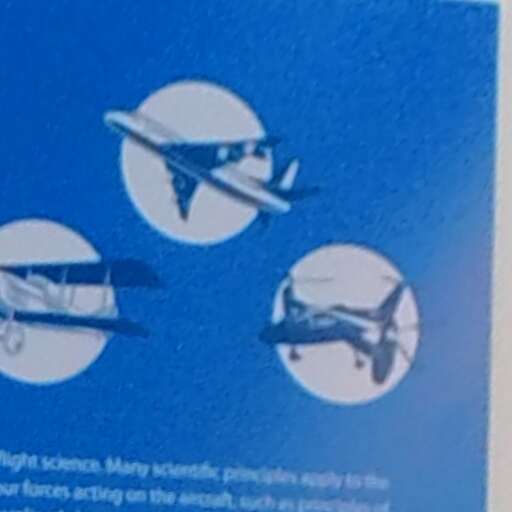 flight science. Many scientific principles apply to the
our forces acting on the aircraft, such as principles of